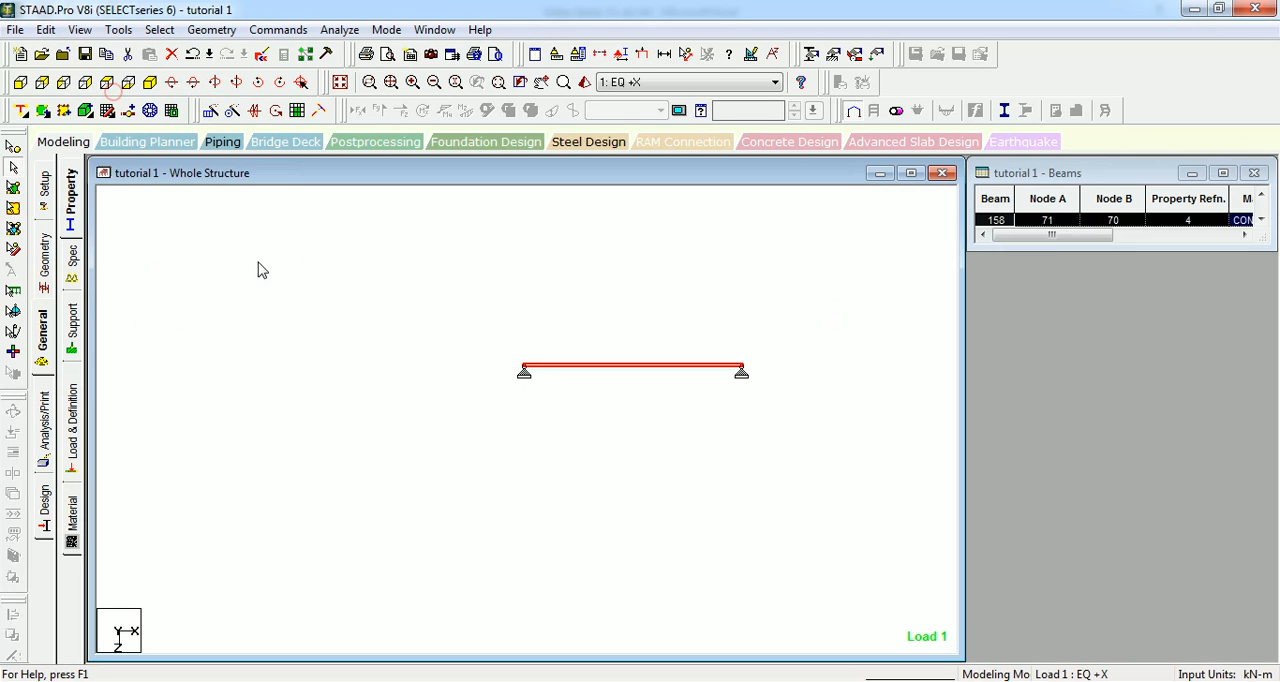 STAAD.Pro V8i (SELECTseries 6) - tutorial 1
File Edit View Tools Select Geometry Commands Analyze Mode Window Help
1: EQ +X
Modeling Building Planner Piping Bridge Deck Postprocessing Foundation Design Steel Design RAM Connection Concrete Design Advanced Slab Design Earthquake
Setup
Geometry
General
Analysis/Print
Design
Property
Spec
Support
Load & Definition
Material
tutorial 1 - Whole Structure
Y X
Z
Load 1
tutorial 1 - Beams
Beam Node A Node B Property Refn. M
158 71 70 4 CON
For Help, press F1 Modeling Mo Load 1 : EQ +X Input Units: kN-m